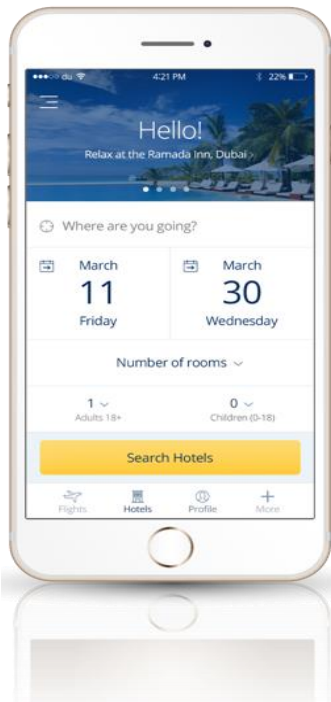 du 4:21 PM 22%
Hello!
Relax at the Ramada Inn, Dubai >
Where are you going?
March March
11 30
Friday Wednesday
Number of rooms
1 0
Adults 18+ Children (0-18)
Search Hotels
Flights Hotels Profile More